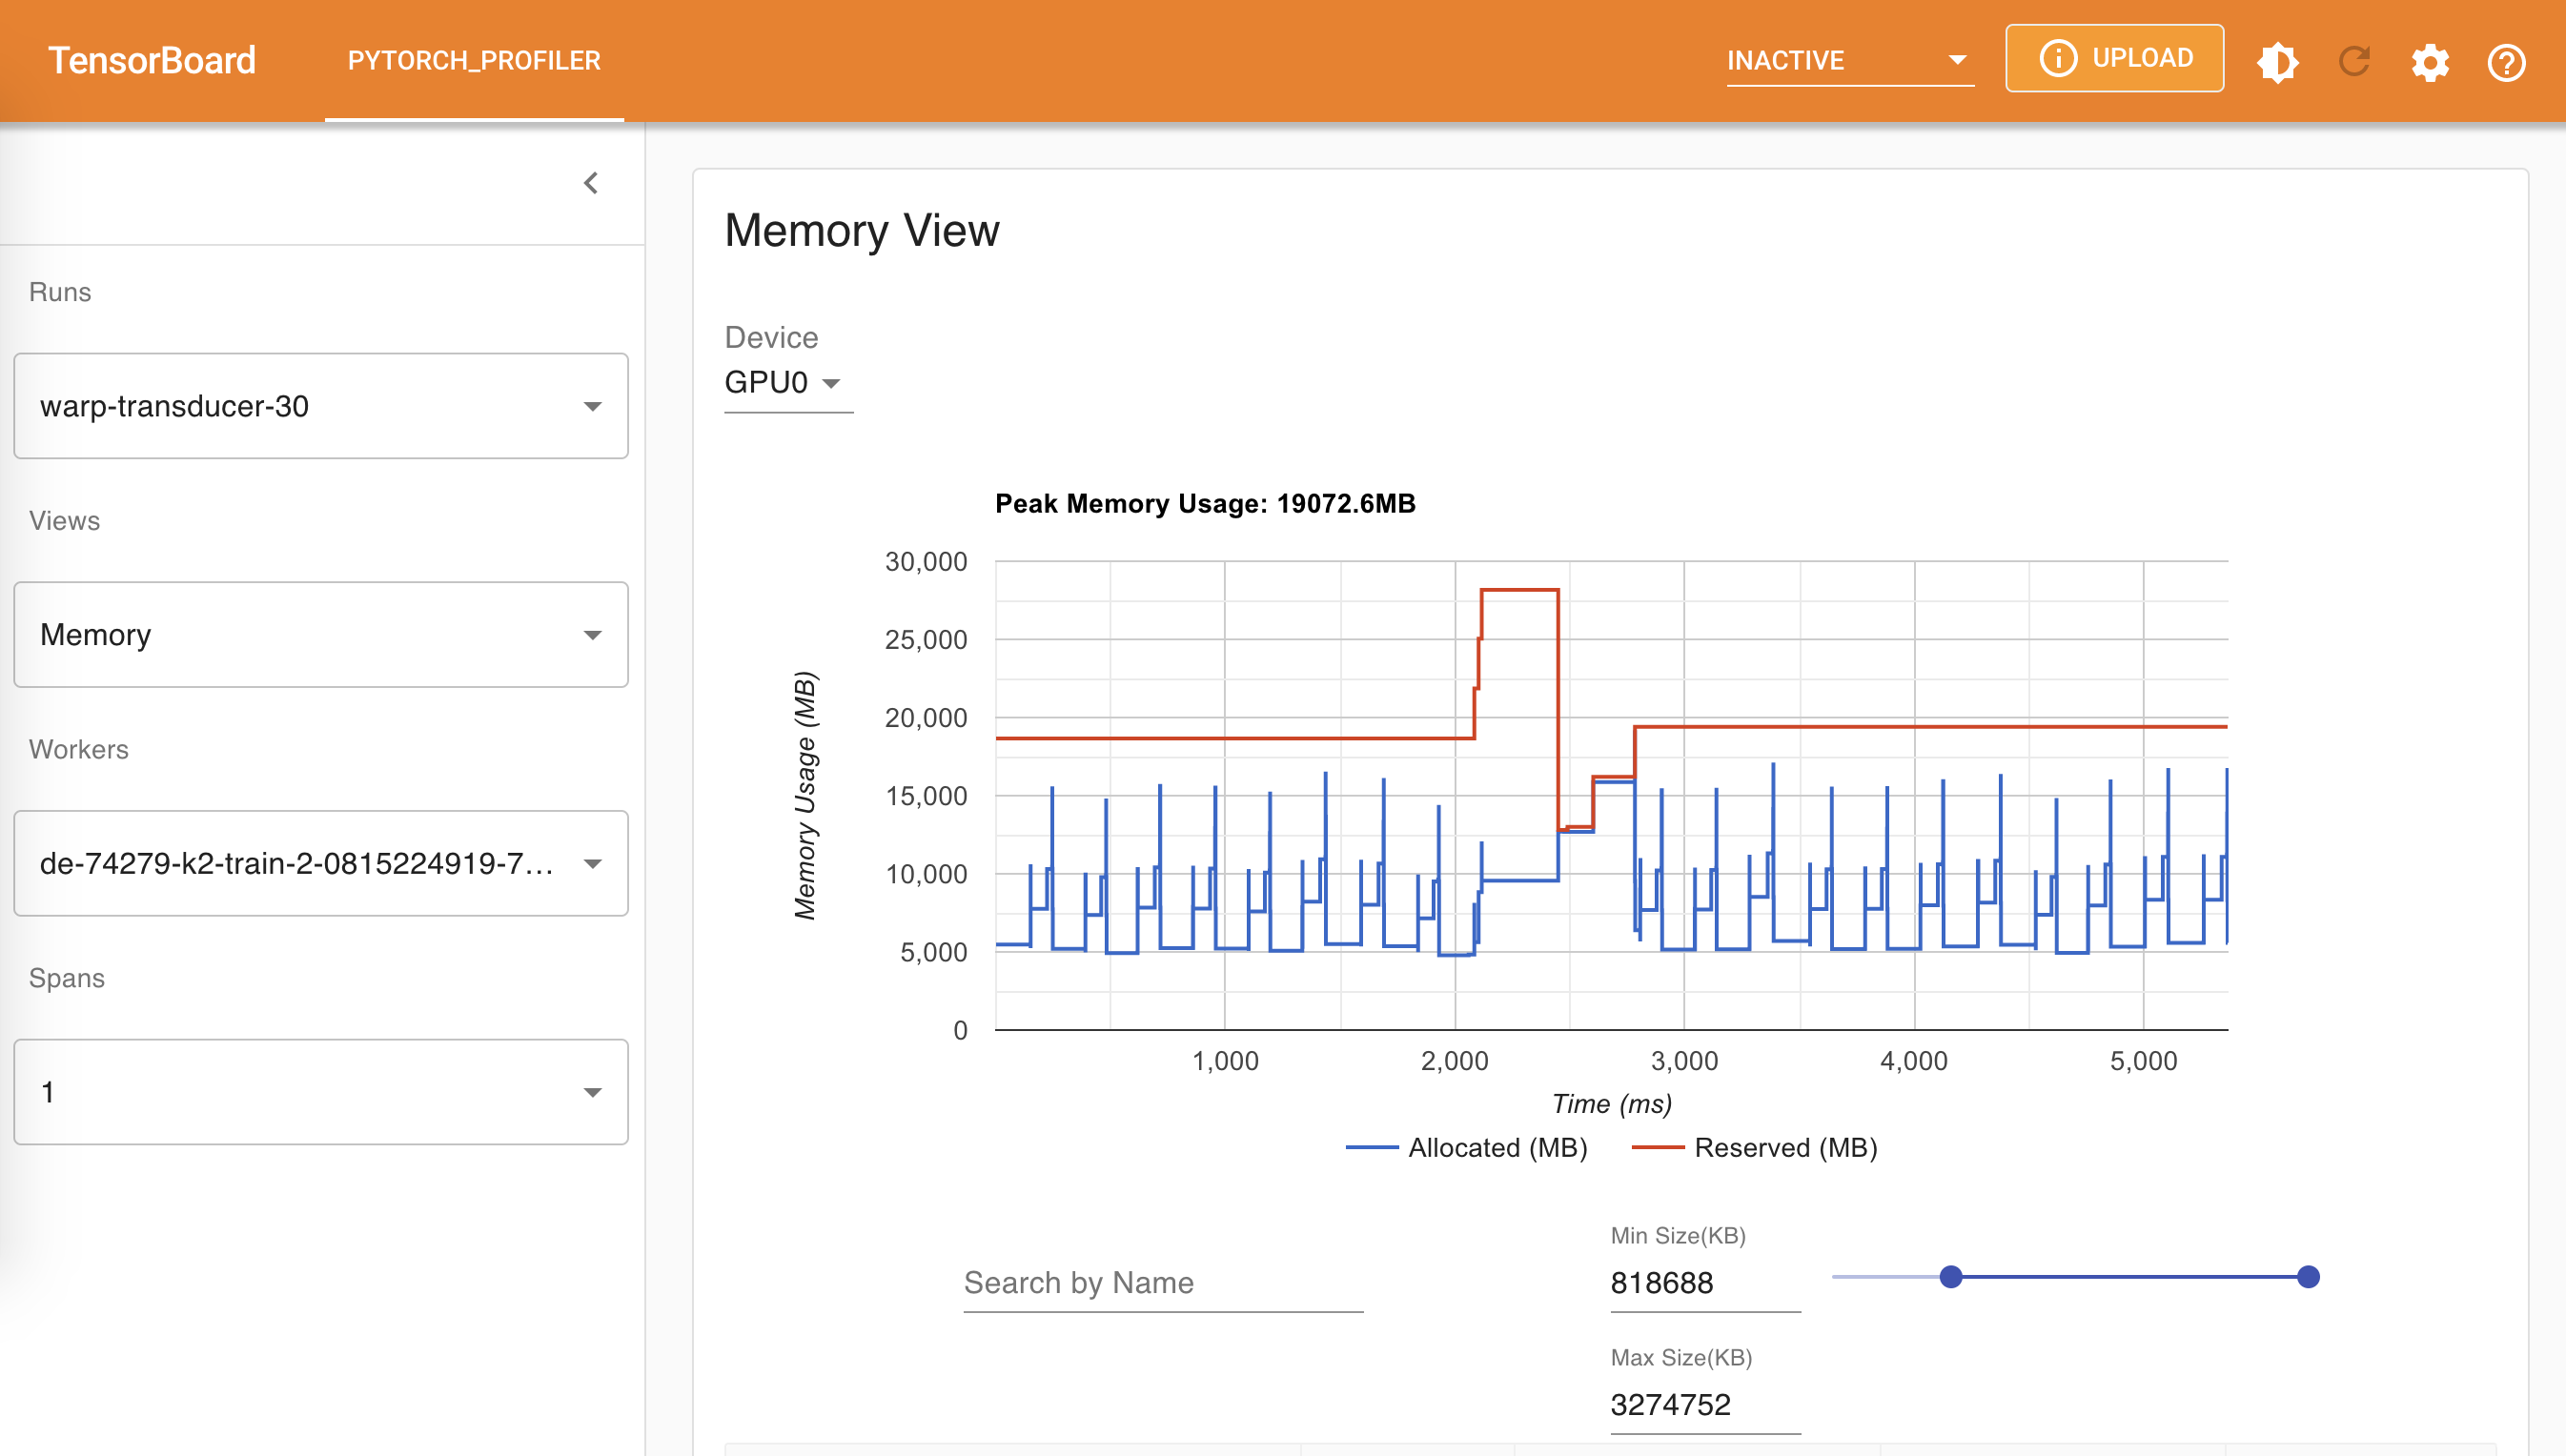 TensorBoard
PYTORCH_PROFILER
INACTIVE
UPLOAD
Runs
warp-transducer-30
Views
Memory
Workers
de-74279-k2-train-2-0815224919-7...
Spans
1
Memory View
Device
GPU0
Peak Memory Usage: 19072.6MB
30,000
25,000
20,000
15,000
10,000
5,000
0
Memory Usage (MB)
1,000 2,000 3,000 4,000 5,000
Time (ms)
Allocated (MB) Reserved (MB)
Search by Name
Min Size(KB)
818688
Max Size(KB)
3274752